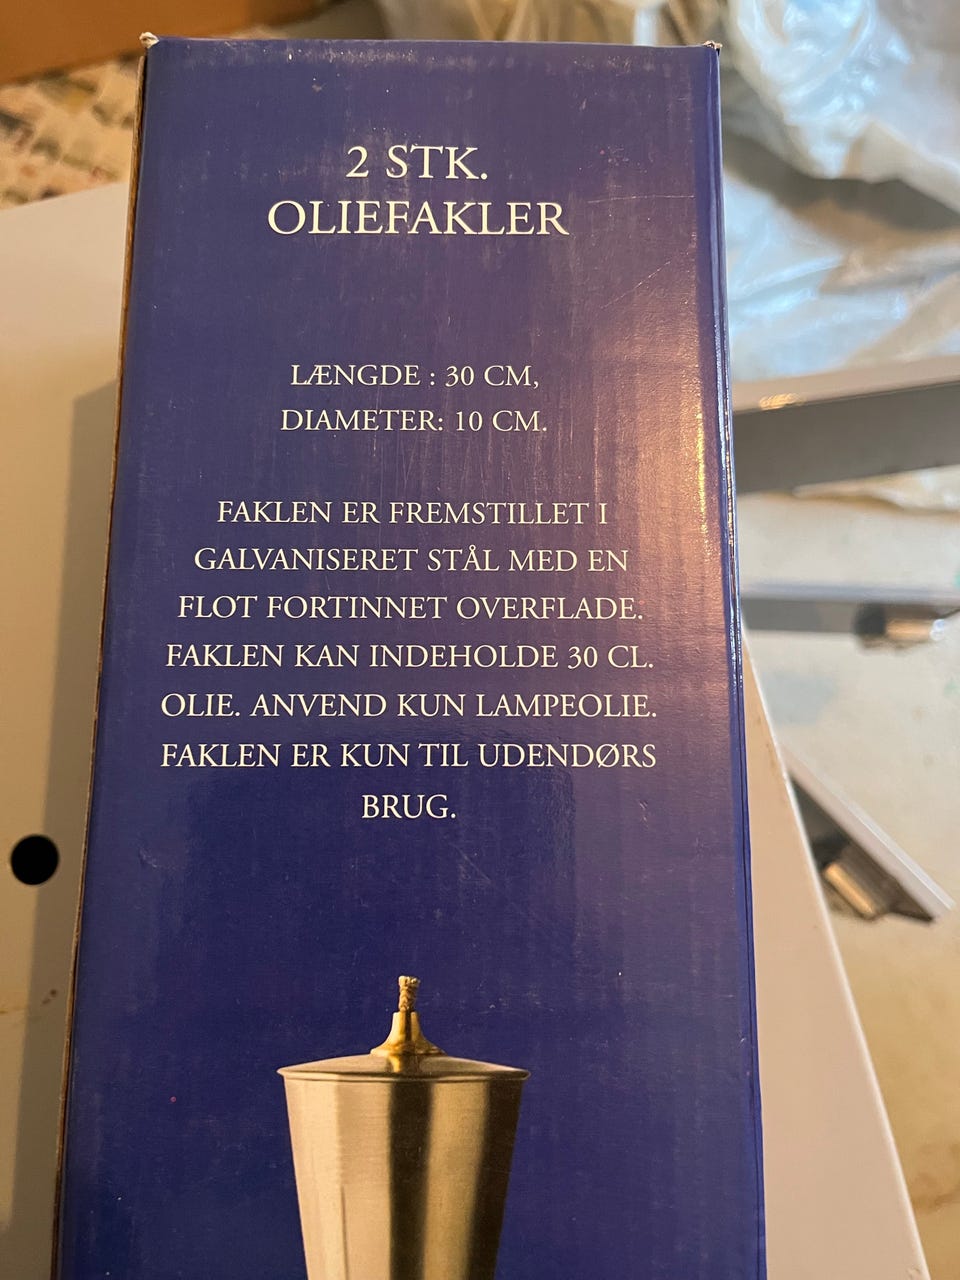 2 STK.
OLIEFAKLER
LÆNGDE : 30 CM,
DIAMETER: 10 CM.
FAKLEN ER FREMSTILLET I
GALVANISERET STÅL MED EN
FLOT FORTINNET OVERFLADE.
FAKLEN KAN INDEHOLDE 30 CL.
OLIE. ANVEND KUN LAMPEOLIE.
FAKLEN ER KUN TIL UDENDØRS
BRUG.